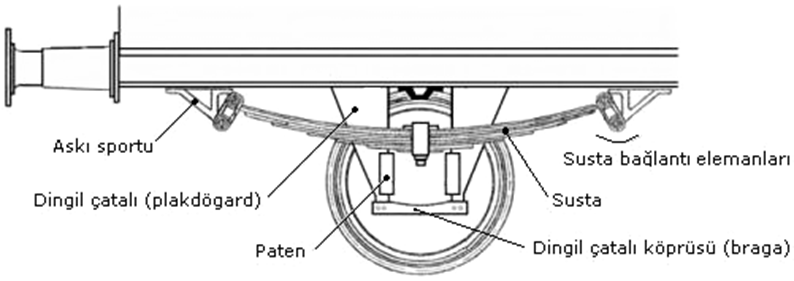 Askı sportu
Susta bağlantı elemanları
Dingil çatalı (plakdögard)
Susta
Paten
Dingil çatalı köprüsü (braga)